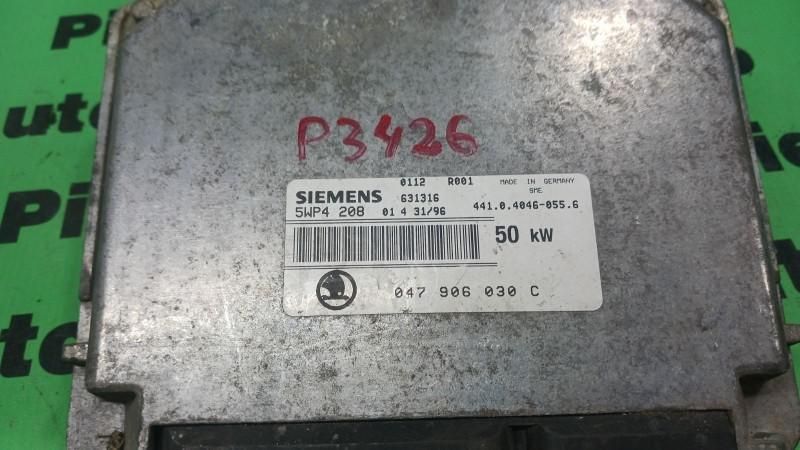 P3426
0112 R001 MADE IN GERMANY
SIEMENS 631316 SME
5WP4 208 01 4 31/96 441.0.4046-055.6
50 kW
047 906 030 C